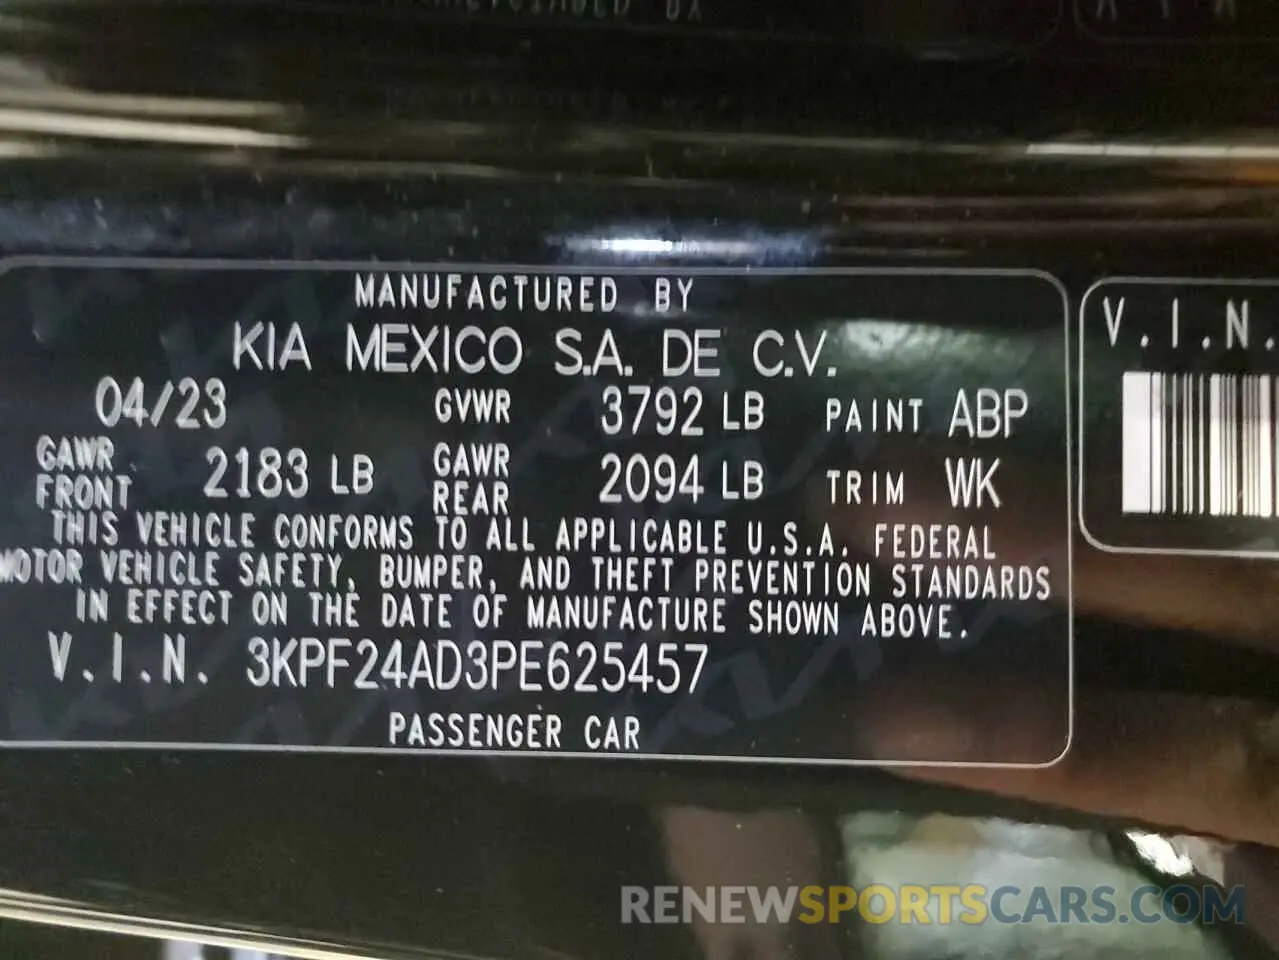 MANUFACTURED BY
KIA MEXICO S.A. DE C.V.
04/23 GVWR 3792 LB PAINT ABP
GAWR FRONT 2183 LB GAWR REAR 2094 LB TRIM WK
THIS VEHICLE CONFORMS TO ALL APPLICABLE U.S.A. FEDERAL
MOTOR VEHICLE SAFETY, BUMPER, AND THEFT PREVENTION STANDARDS
IN EFFECT ON THE DATE OF MANUFACTURE SHOWN ABOVE.
V.I.N. 3KPF24AD3PE625457
PASSENGER CAR
V.I.N.
RENEWSPORTSCARS.COM